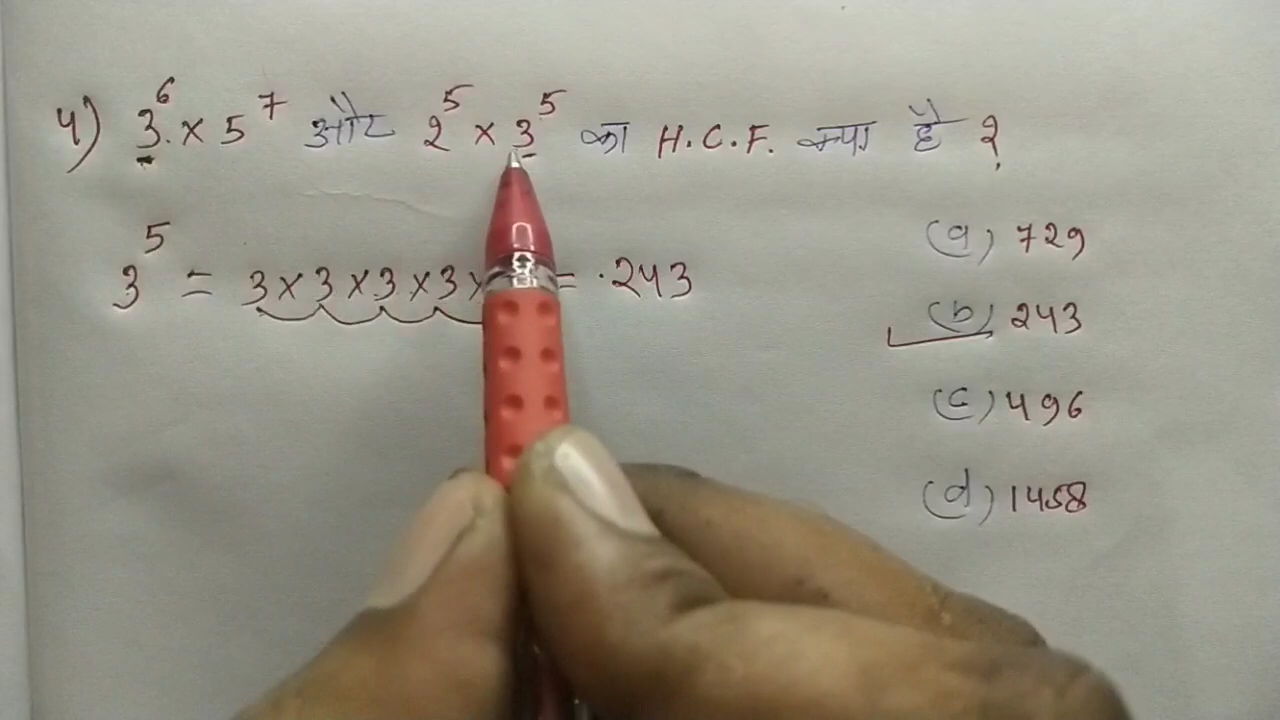 4) 3⁶ × 5⁷ और 2⁵ × 3⁵ का H.C.F. क्या है ?
3⁵ = 3 × 3 × 3 × 3 × = 243
(a) 729
(b) 243
(c) 496
(d) 1458